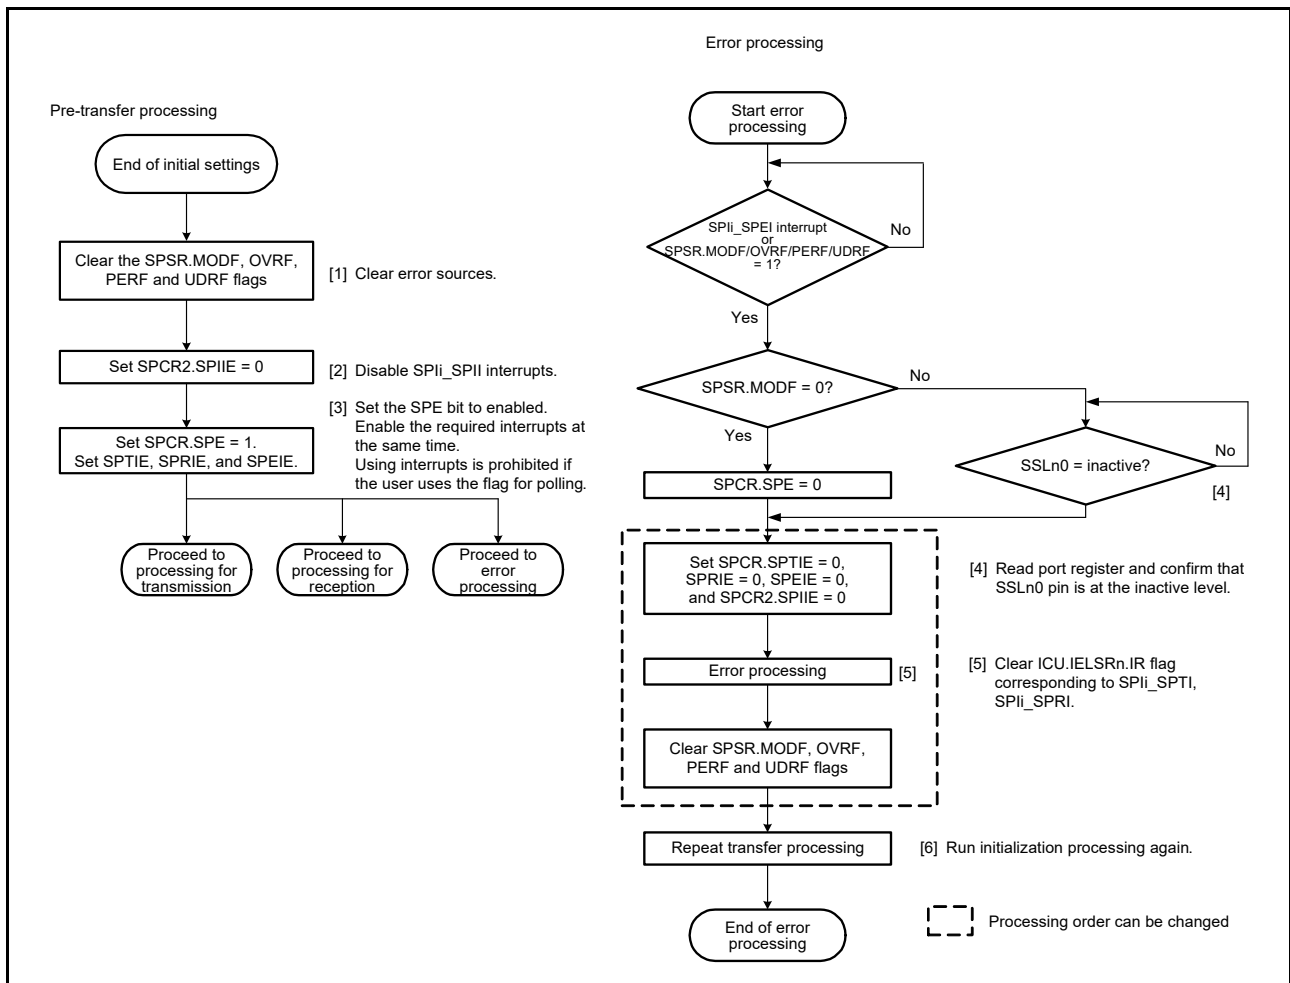 Pre-transfer processing
End of initial settings
Clear the SPSR.MODF, OVRF,
PERF and UDRF flags
[1] Clear error sources.
Set SPCR2.SPIIE = 0
[2] Disable SPIi_SPII interrupts.
Set SPCR.SPE = 1.
Set SPTIE, SPRIE, and SPEIE.
[3] Set the SPE bit to enabled.
Enable the required interrupts at
the same time.
Using interrupts is prohibited if
the user uses the flag for polling.
Proceed to
processing for
transmission
Proceed to
processing for
reception
Proceed to
error
processing
Error processing
Start error
processing
SPIi_SPEI interrupt
or
SPSR.MODF/OVRF/PERF/UDRF
= 1?
No
Yes
SPSR.MODF = 0?
No
Yes
SSLn0 = inactive?
No
[4]
SPCR.SPE = 0
Set SPCR.SPTIE = 0,
SPRIE = 0, SPEIE = 0,
and SPCR2.SPIIE = 0
[4] Read port register and confirm that
SSLn0 pin is at the inactive level.
Error processing
[5]
[5] Clear ICU.IELSRn.IR flag
corresponding to SPIi_SPTI,
SPIi_SPRI.
Clear SPSR.MODF, OVRF,
PERF and UDRF flags
Repeat transfer processing
[6] Run initialization processing again.
End of error
processing
Processing order can be changed